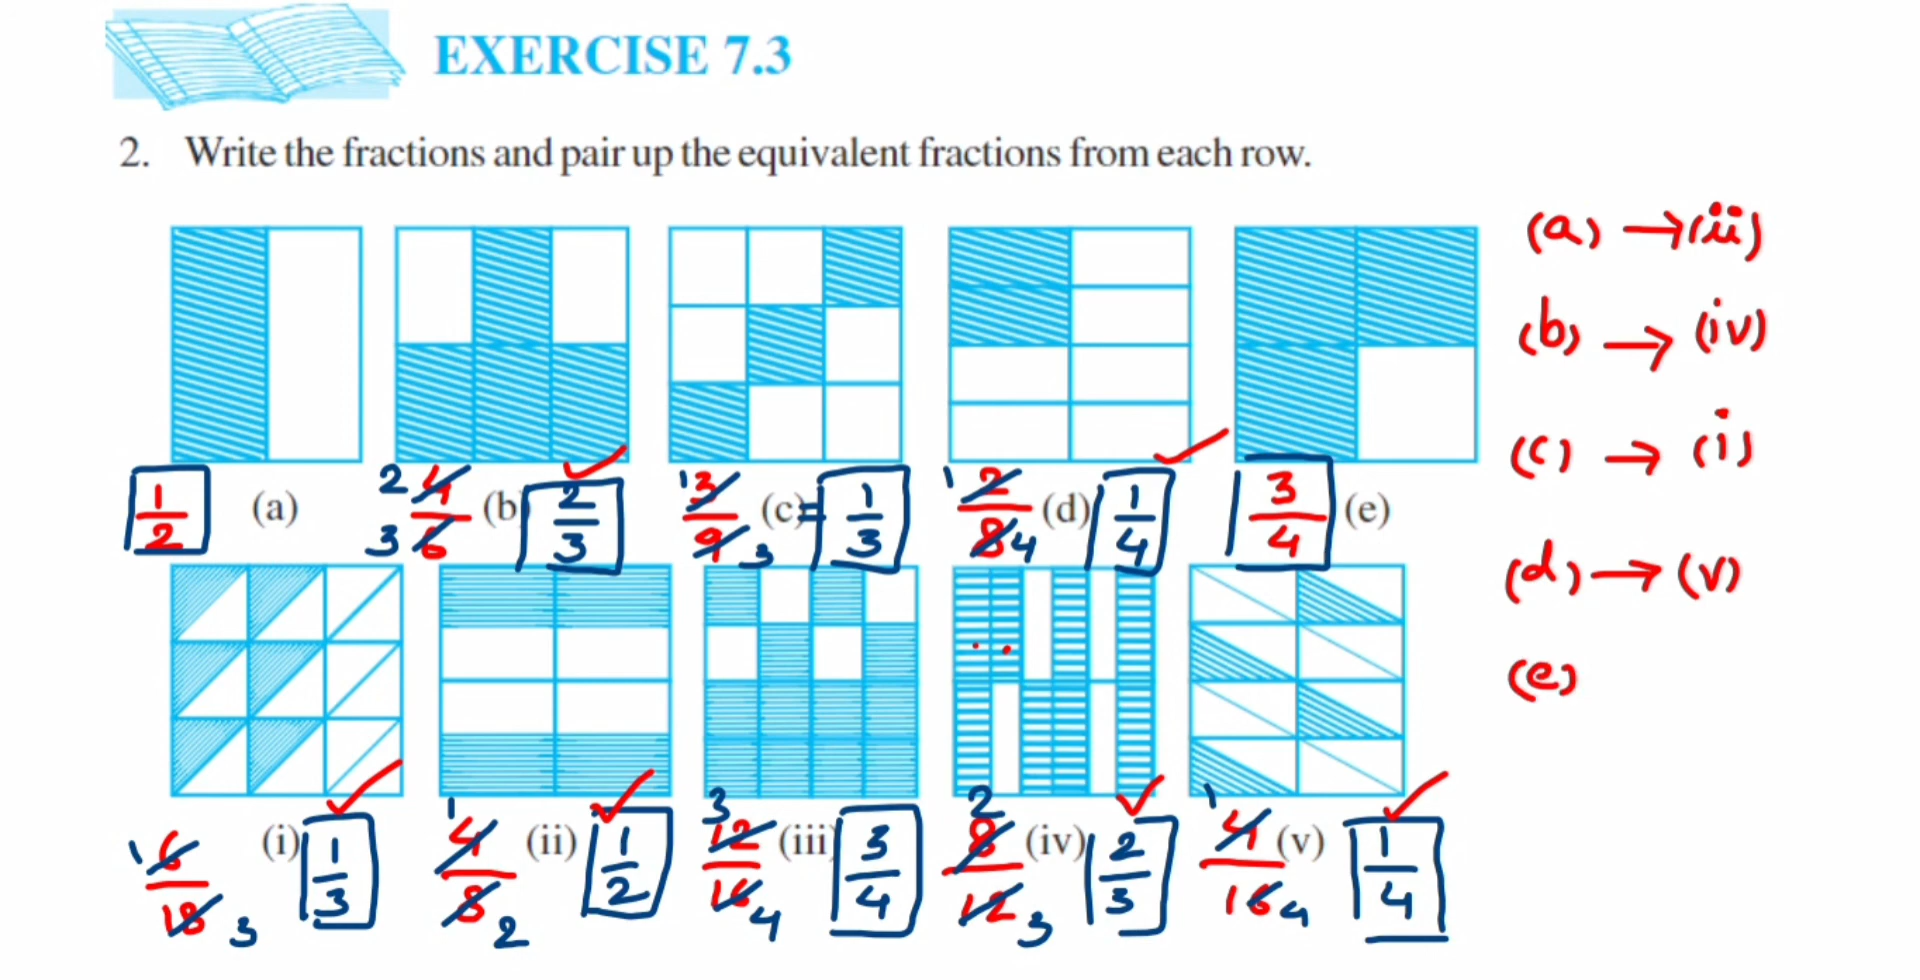 EXERCISE 7.3
2. Write the fractions and pair up the equivalent fractions from each row.
(a) →(ii)
(b) → (iv)
(c) → (i)
(d) → (v)
(e)
1/2 (a) 2 4/6 3 (b) 2/3 1 3/9 3 (c) = 1/3 1 2/8 4 (d) 1/4 3/4 (e)
1 6/18 3 (i) 1/3 1 4/8 2 (ii) 1/2 3 12/16 4 (iii) 3/4 2 8/12 3 (iv) 2/3 1 4/16 4 (v) 1/4